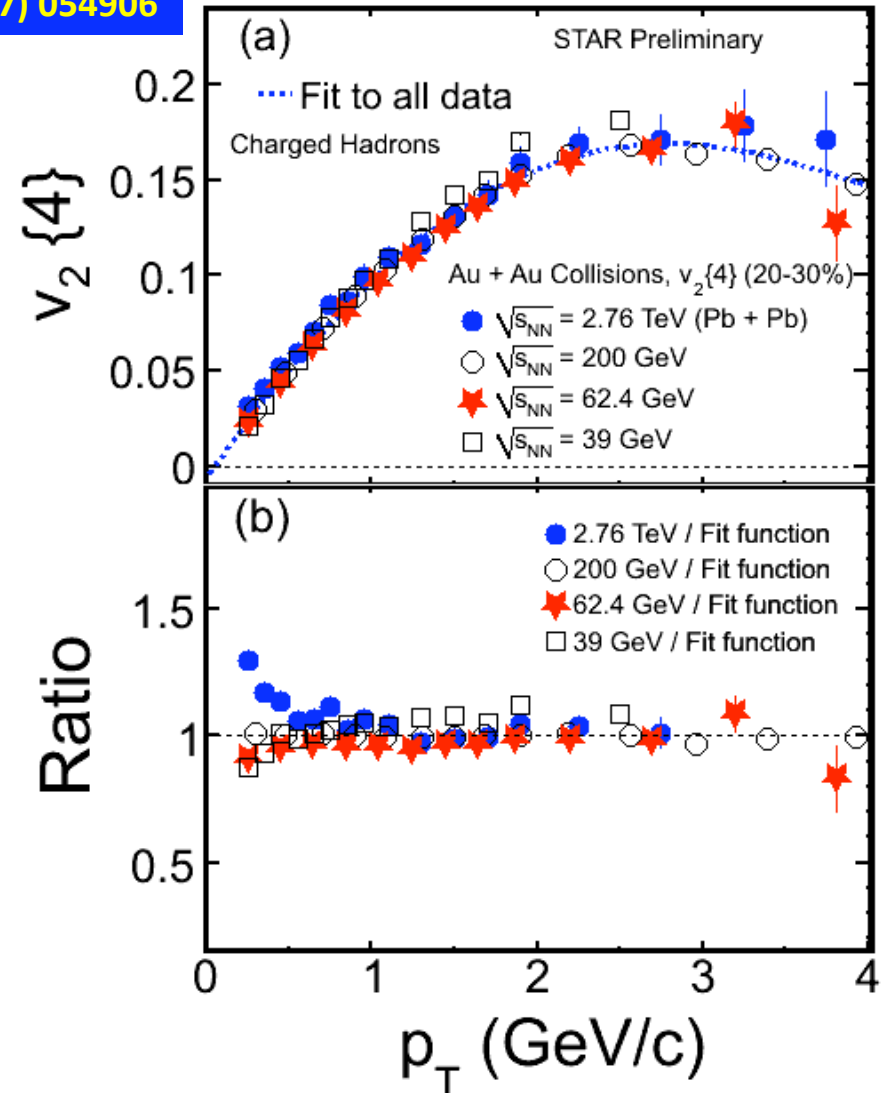 7) 054906
(a)
STAR Preliminary
Fit to all data
Charged Hadrons
0.2
0.15
0.1
0.05
0
v2 {4}
Au + Au Collisions, v2{4} (20-30%)
√sNN = 2.76 TeV (Pb + Pb)
√sNN = 200 GeV
√sNN = 62.4 GeV
√sNN = 39 GeV
(b)
2.76 TeV / Fit function
200 GeV / Fit function
62.4 GeV / Fit function
39 GeV / Fit function
1.5
1
0.5
Ratio
0 1 2 3 4
pT (GeV/c)